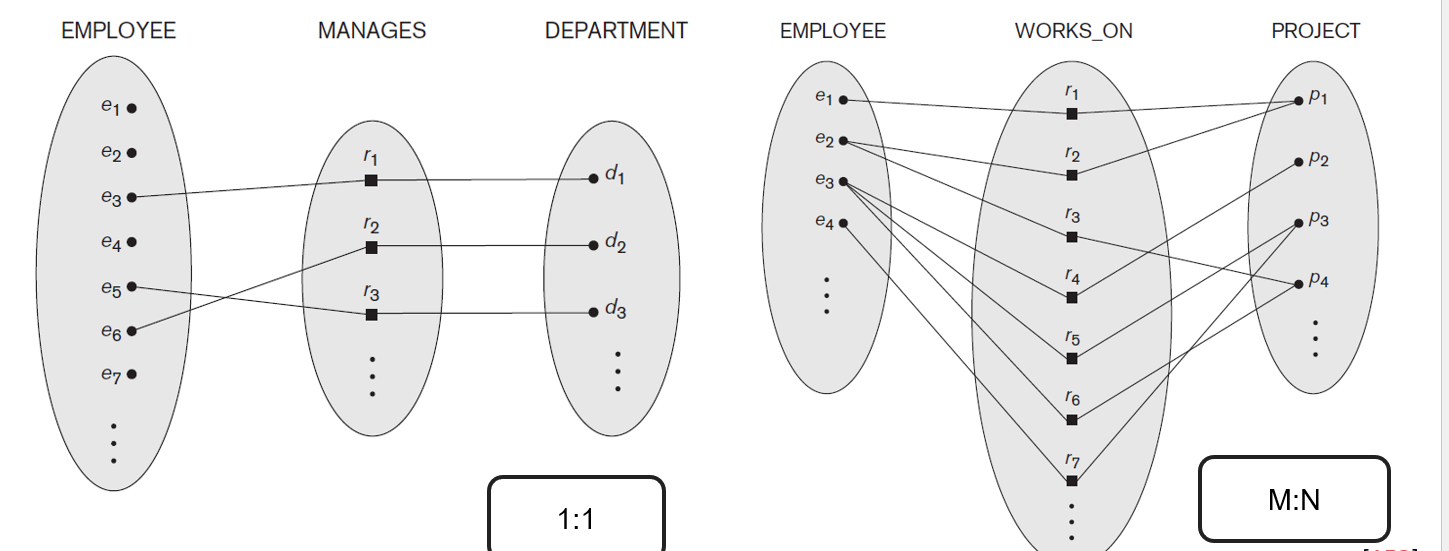 EMPLOYEE MANAGES DEPARTMENT
e1
e2
e3
e4
e5
e6
e7
r1
r2
r3
d1
d2
d3
1:1
EMPLOYEE WORKS_ON PROJECT
e1
e2
e3
e4
r1
r2
r3
r4
r5
r6
r7
p1
p2
p3
p4
M:N